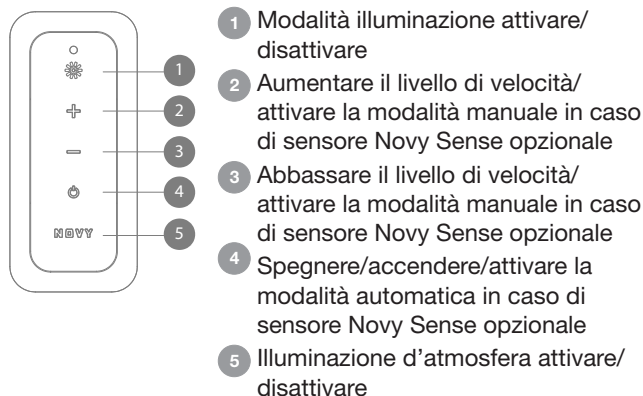 1 Modalità illuminazione attivare/
disattivare
2 Aumentare il livello di velocità/
attivare la modalità manuale in caso
di sensore Novy Sense opzionale
3 Abbassare il livello di velocità/
attivare la modalità manuale in caso
di sensore Novy Sense opzionale
4 Spegnere/accendere/attivare la
modalità automatica in caso di
sensore Novy Sense opzionale
5 Illuminazione d’atmosfera attivare/
disattivare
1
+ 2
− 3
4
NOVY 5